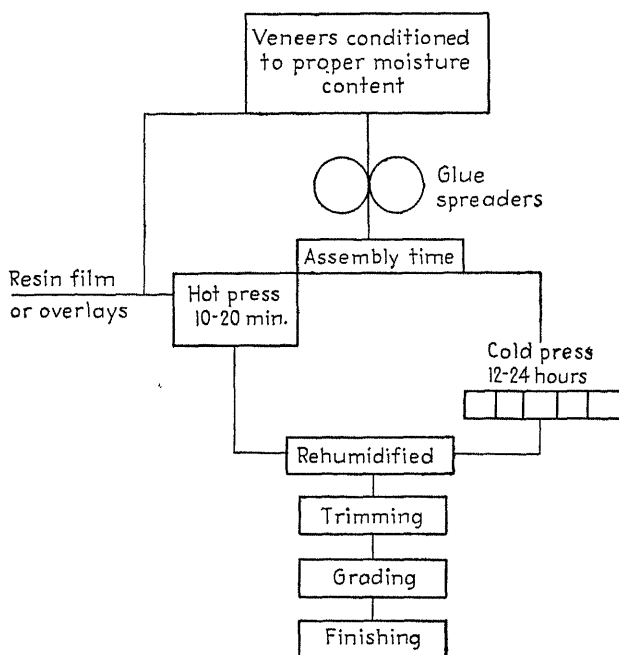 Veneers conditioned
to proper moisture
content
Glue
spreaders
Assembly time
Resin film
or overlays
Hot press
10-20 min.
Cold press
12-24 hours
Rehumidified
Trimming
Grading
Finishing